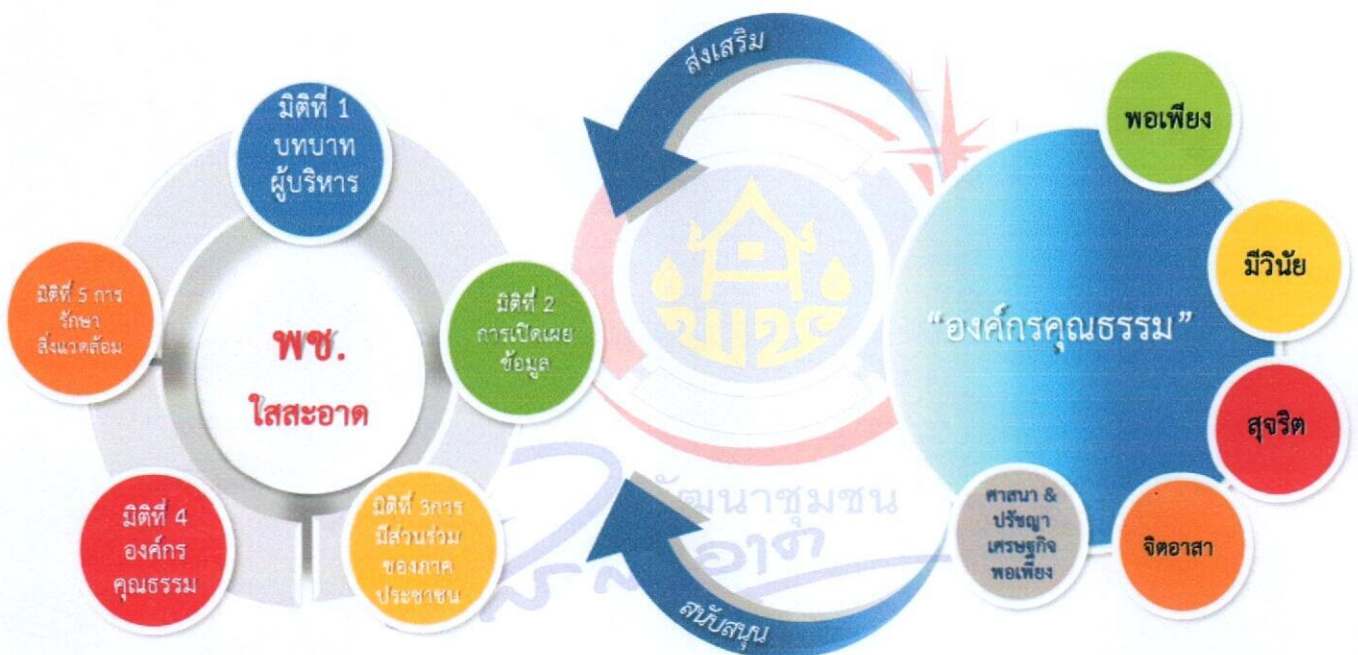 มิติที่ 1
บทบาท
ผู้บริหาร
มิติที่ 2
การเปิดเผย
ข้อมูล
มิติที่ 3การ
มีส่วนร่วม
ของภาค
ประชาชน
มิติที่ 4
องค์กร
คุณธรรม
มิติที่ 5 การ
รักษา
สิ่งแวดล้อม
พช.
ใสสะอาด
ส่งเสริม
สนับสนุน
พช
พัฒนาชุมชน
ใสสะอาด
“องค์กรคุณธรรม”
พอเพียง
มีวินัย
สุจริต
จิตอาสา
ศาสนา &
ปรัชญา
เศรษฐกิจ
พอเพียง